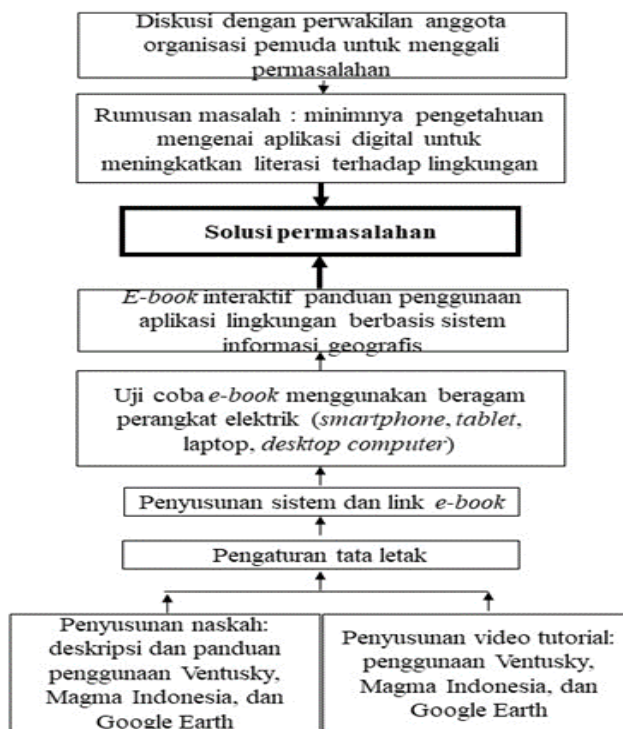 Diskusi dengan perwakilan anggota
organisasi pemuda untuk menggali
permasalahan
Rumusan masalah : minimnya pengetahuan
mengenai aplikasi digital untuk
meningkatkan literasi terhadap lingkungan
Solusi permasalahan
E-book interaktif panduan penggunaan
aplikasi lingkungan berbasis sistem
informasi geografis
Uji coba e-book menggunakan beragam
perangkat elektrik (smartphone, tablet,
laptop, desktop computer)
Penyusunan sistem dan link e-book
Pengaturan tata letak
Penyusunan naskah:
deskripsi dan panduan
penggunaan Ventusky,
Magma Indonesia, dan
Google Earth
Penyusunan video tutorial:
penggunaan Ventusky,
Magma Indonesia, dan
Google Earth